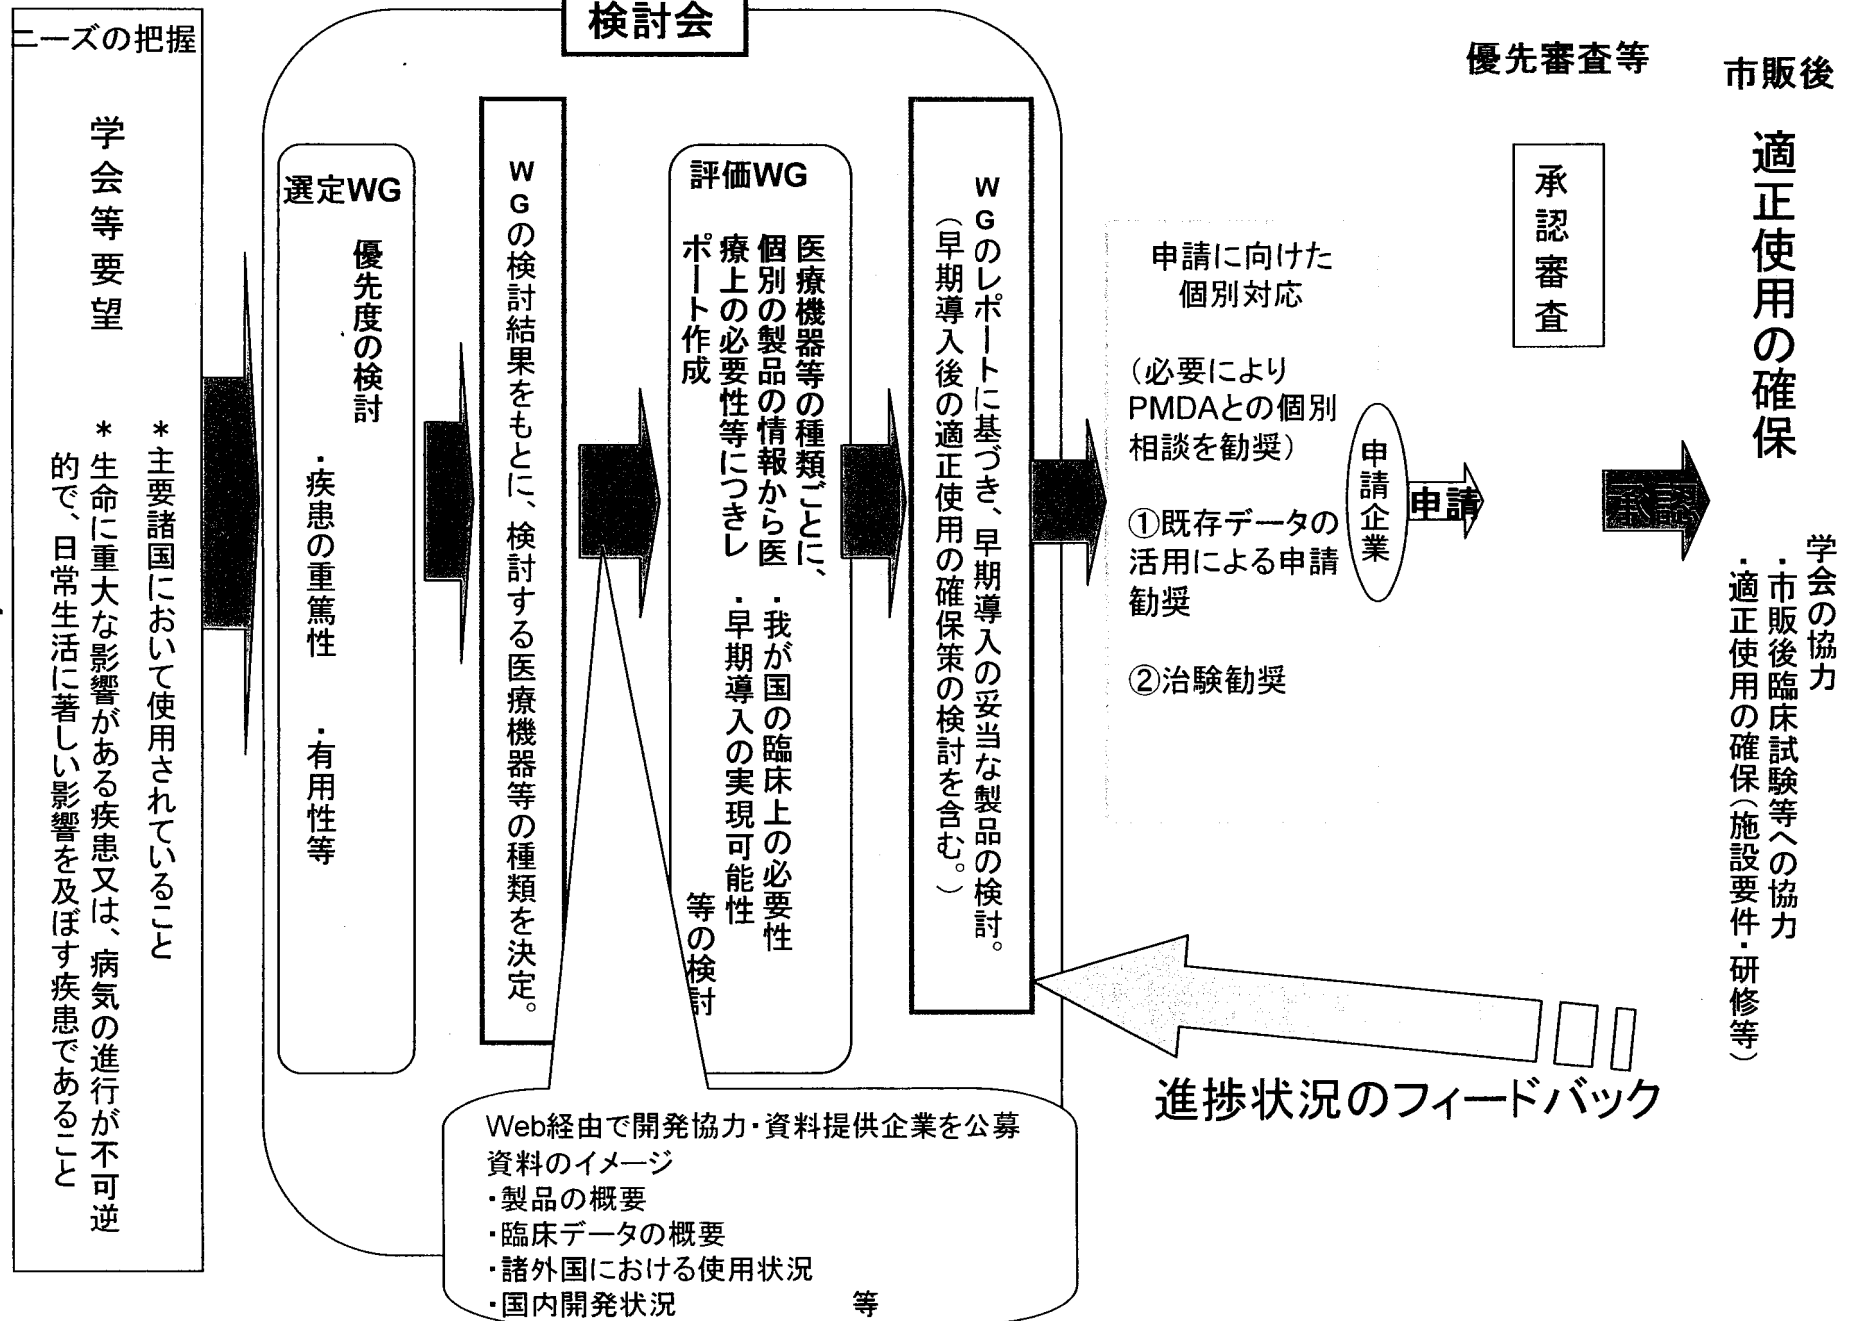 ニーズの把握
学会等要望
＊主要諸国において使用されていること
＊生命に重大な影響がある疾患又は、病気の進行が不可逆
的で、日常生活に著しい影響を及ぼす疾患であること
検討会
選定WG
優先度の検討
・疾患の重篤性　・有用性等
WGの検討結果をもとに、検討する医療機器等の種類を決定。
評価WG
医療機器等の種類ごとに、
個別の製品の情報から医
療上の必要性等につきレ
ポート作成
・我が国の臨床上の必要性
・早期導入の実現可能性
等の検討
WGのレポートに基づき、早期導入の妥当な製品の検討。
（早期導入後の適正使用の確保策の検討を含む。）
Web経由で開発協力・資料提供企業を公募
資料のイメージ
・製品の概要
・臨床データの概要
・諸外国における使用状況
・国内開発状況　等
申請に向けた
個別対応
（必要により
PMDAとの個別
相談を勧奨）
①既存データの
活用による申請
勧奨
②治験勧奨
申請企業
申請
優先審査等
承認審査
承認
市販後
適正使用の確保
学会の協力
・市販後臨床試験等への協力
・適正使用の確保（施設要件・研修等）
進捗状況のフィードバック